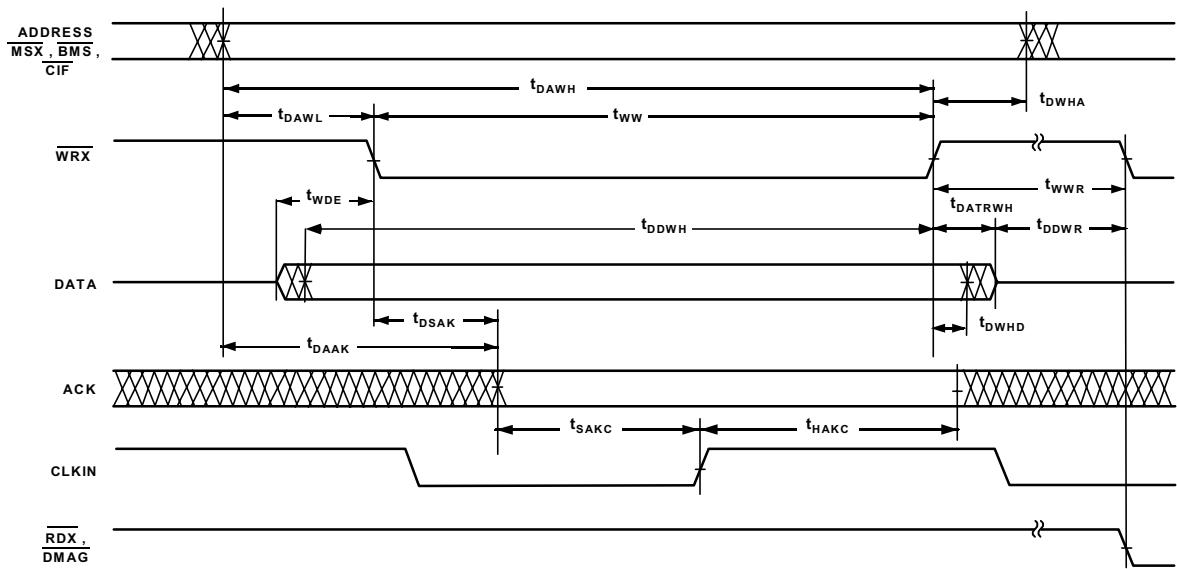 ADDRESS
MSX , BMS ,
CIF
tDAWH
tDWHA
tDAWL
tWW
WRX
tWDE
tWWR
tDATRWH
tDDWH
tDDWR
DATA
tDSAK
tDWHD
tDAAK
ACK
tSAKC
tHAKC
CLKIN
RDX ,
DMAG